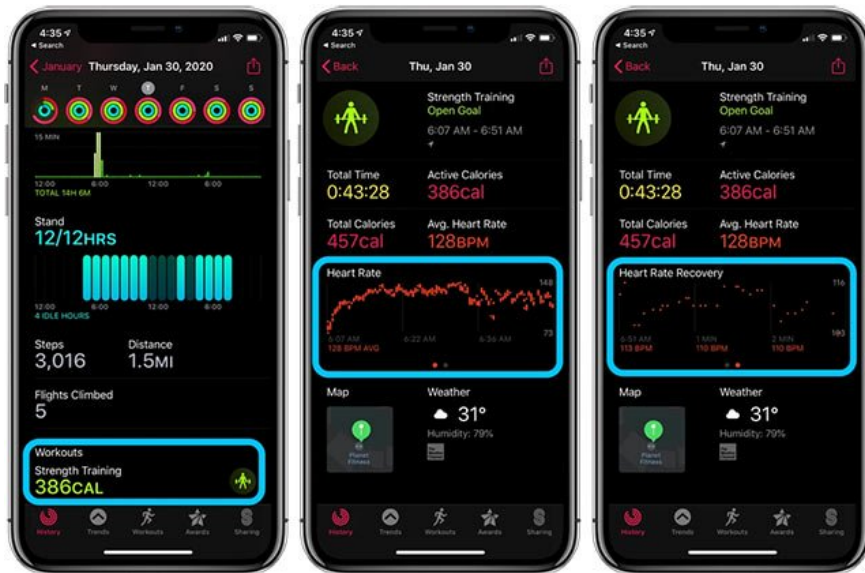 4:35
Search
January Thursday, Jan 30, 2020
M T W T F S S
15 MIN
12:00 6:00 12:00 6:00
TOTAL 14H 6M
Stand
12/12HRS
12:00 6:00 12:00 6:00
4 IDLE HOURS
Steps Distance
3,016 1.5MI
Flights Climbed
5
Workouts
Strength Training
386CAL
History Trends Workouts Awards Sharing
4:35
Search
Back Thu, Jan 30
Strength Training
Open Goal
6:07 AM - 6:51 AM
Total Time Active Calories
0:43:28 386CAL
Total Calories Avg. Heart Rate
457CAL 128BPM
Heart Rate
148
73
6:07 AM 6:22 AM 6:36 AM
128 BPM AVG
Map Weather
31°
Humidity: 79%
Planet
Fitness
History Trends Workouts Awards Sharing
4:35
Search
Back Thu, Jan 30
Strength Training
Open Goal
6:07 AM - 6:51 AM
Total Time Active Calories
0:43:28 386CAL
Total Calories Avg. Heart Rate
457CAL 128BPM
Heart Rate Recovery
116
6:51 AM 1 MIN 2 MIN
113 BPM 110 BPM 110 BPM
Map Weather
31°
Humidity: 79%
Planet
Fitness
History Trends Workouts Awards Sharing